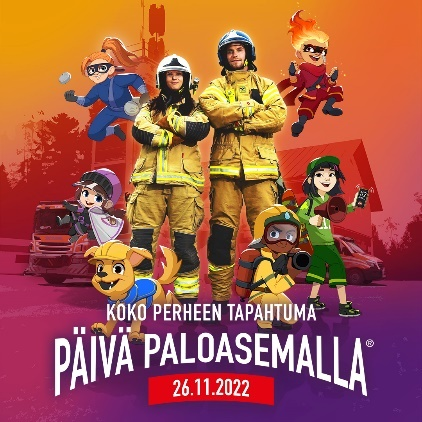 KOKO PERHEEN TAPAHTUMA
PÄIVÄ PALOASEMALLA®
26.11.2022